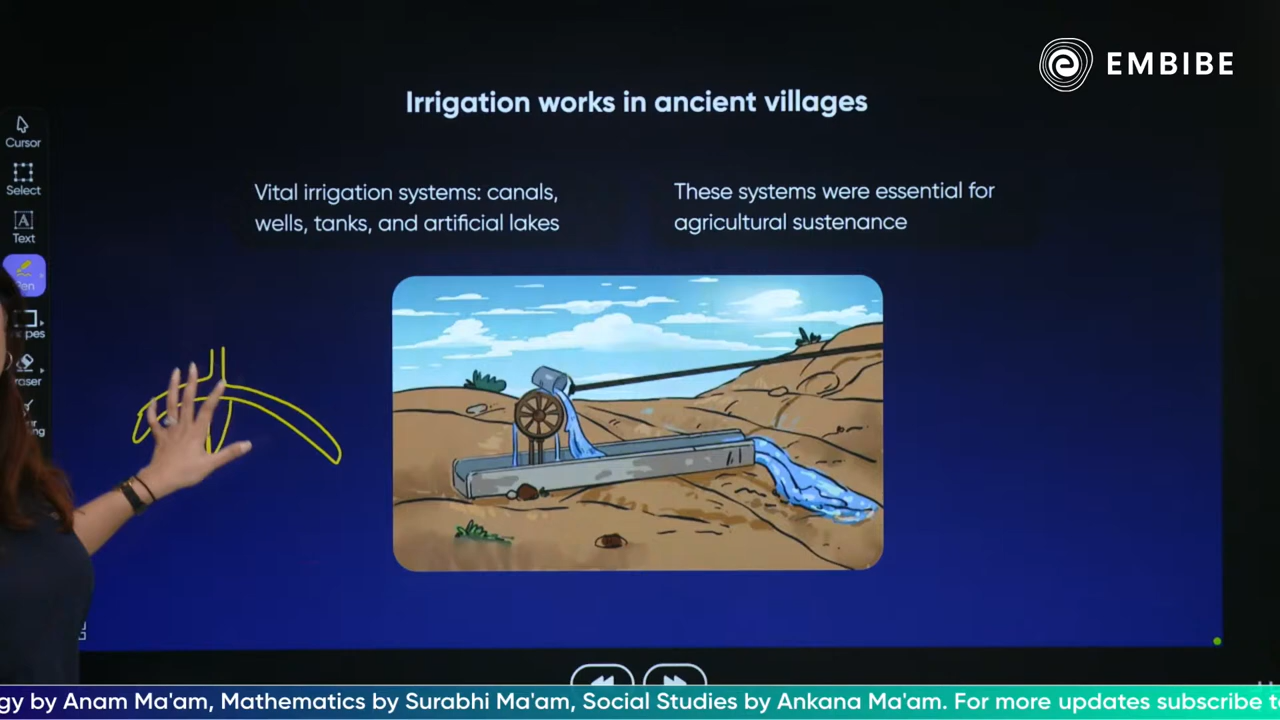 EMBIBE
Irrigation works in ancient villages
Vital irrigation systems: canals,
wells, tanks, and artificial lakes
These systems were essential for
agricultural sustenance
Cursor
Select
Text
gy by Anam Ma'am, Mathematics by Surabhi Ma'am, Social Studies by Ankana Ma'am. For more updates subscribe to